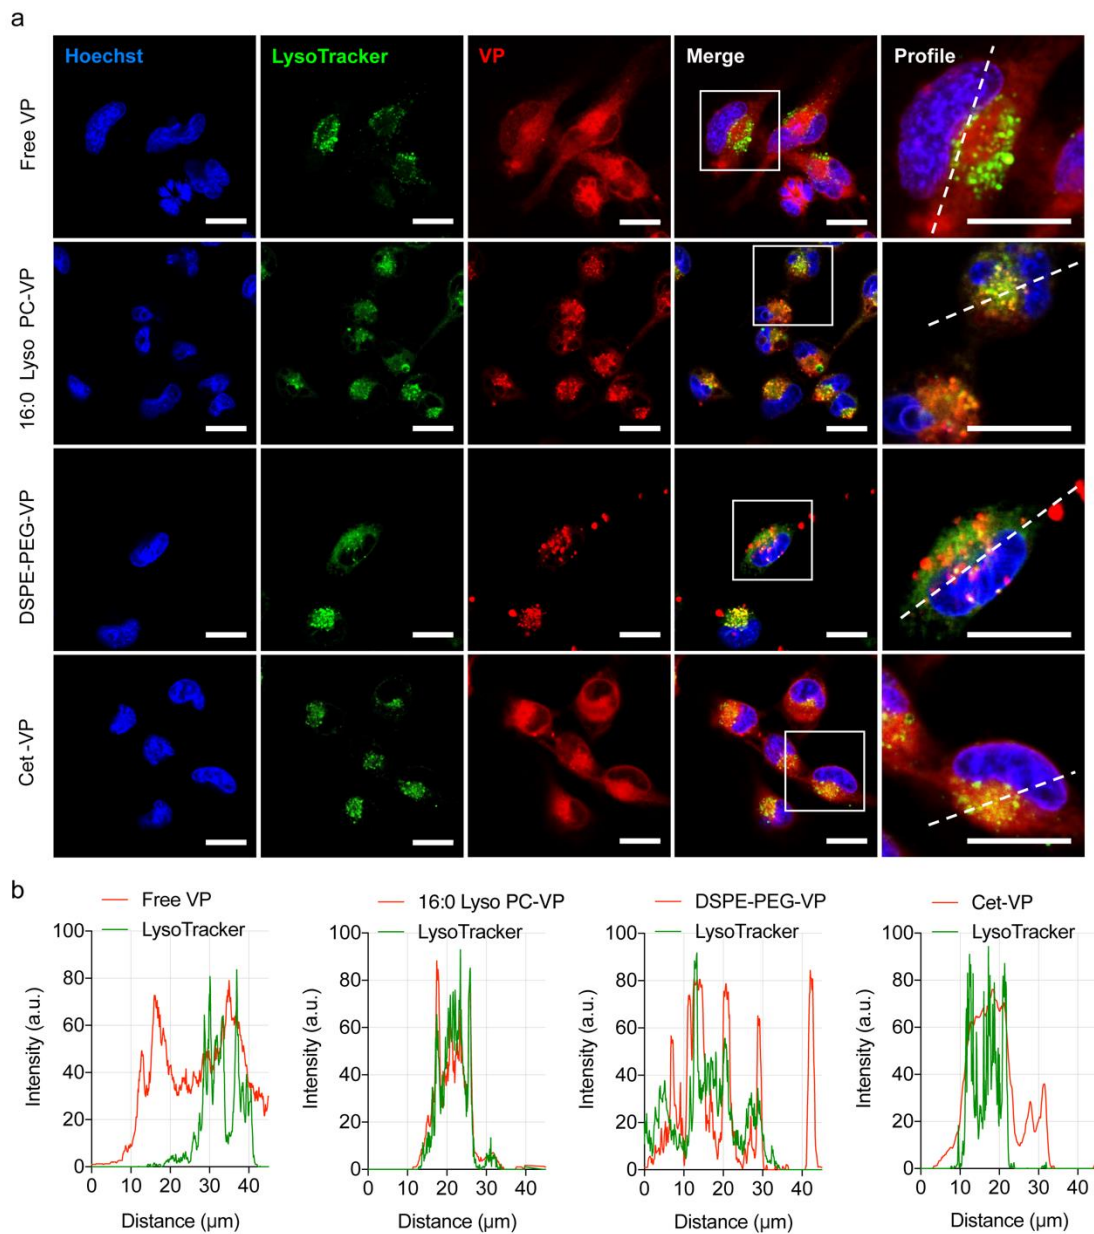 a
Hoechst LysoTracker VP Merge Profile
Free VP
16:0 Lyso PC-VP
DSPE-PEG-VP
Cet -VP
b
Free VP
LysoTracker
100
80
60
40
20
0
Intensity (a.u.)
0 10 20 30 40
Distance (µm)
16:0 Lyso PC-VP
LysoTracker
100
80
60
40
20
0
Intensity (a.u.)
0 10 20 30 40
Distance (µm)
DSPE-PEG-VP
LysoTracker
100
80
60
40
20
0
Intensity (a.u.)
0 10 20 30 40
Distance (µm)
Cet-VP
LysoTracker
100
80
60
40
20
0
Intensity (a.u.)
0 10 20 30 40
Distance (µm)